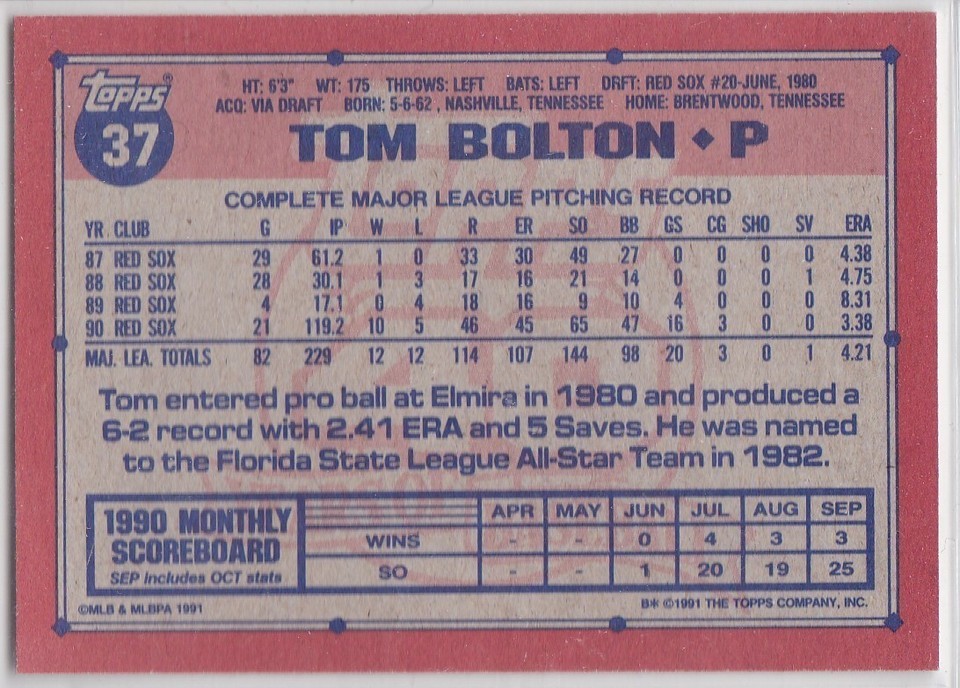 Topps®
37
HT: 6'3" WT: 175 THROWS: LEFT BATS: LEFT DRFT: RED SOX #20-JUNE, 1980
ACQ: VIA DRAFT BORN: 5-6-62 , NASHVILLE, TENNESSEE HOME: BRENTWOOD, TENNESSEE
TOM BOLTON ◆ P
COMPLETE MAJOR LEAGUE PITCHING RECORD
YR CLUB G IP W L R ER SO BB GS CG SHO SV ERA
87 RED SOX 29 61.2 1 0 33 30 49 27 0 0 0 0 4.38
88 RED SOX 28 30.1 1 3 17 16 21 14 0 0 0 1 4.75
89 RED SOX 4 17.1 0 4 18 16 9 10 4 0 0 0 8.31
90 RED SOX 21 119.2 10 5 46 45 65 47 16 3 0 0 3.38
MAJ. LEA. TOTALS 82 229 12 12 114 107 144 98 20 3 0 1 4.21
Tom entered pro ball at Elmira in 1980 and produced a
6-2 record with 2.41 ERA and 5 Saves. He was named
to the Florida State League All-Star Team in 1982.
1990 MONTHLY
SCOREBOARD
SEP includes OCT stats
APR MAY JUN JUL AUG SEP
WINS - - 0 4 3 3
SO - - 1 20 19 25
©MLB & MLBPA 1991
B* ©1991 THE TOPPS COMPANY, INC.